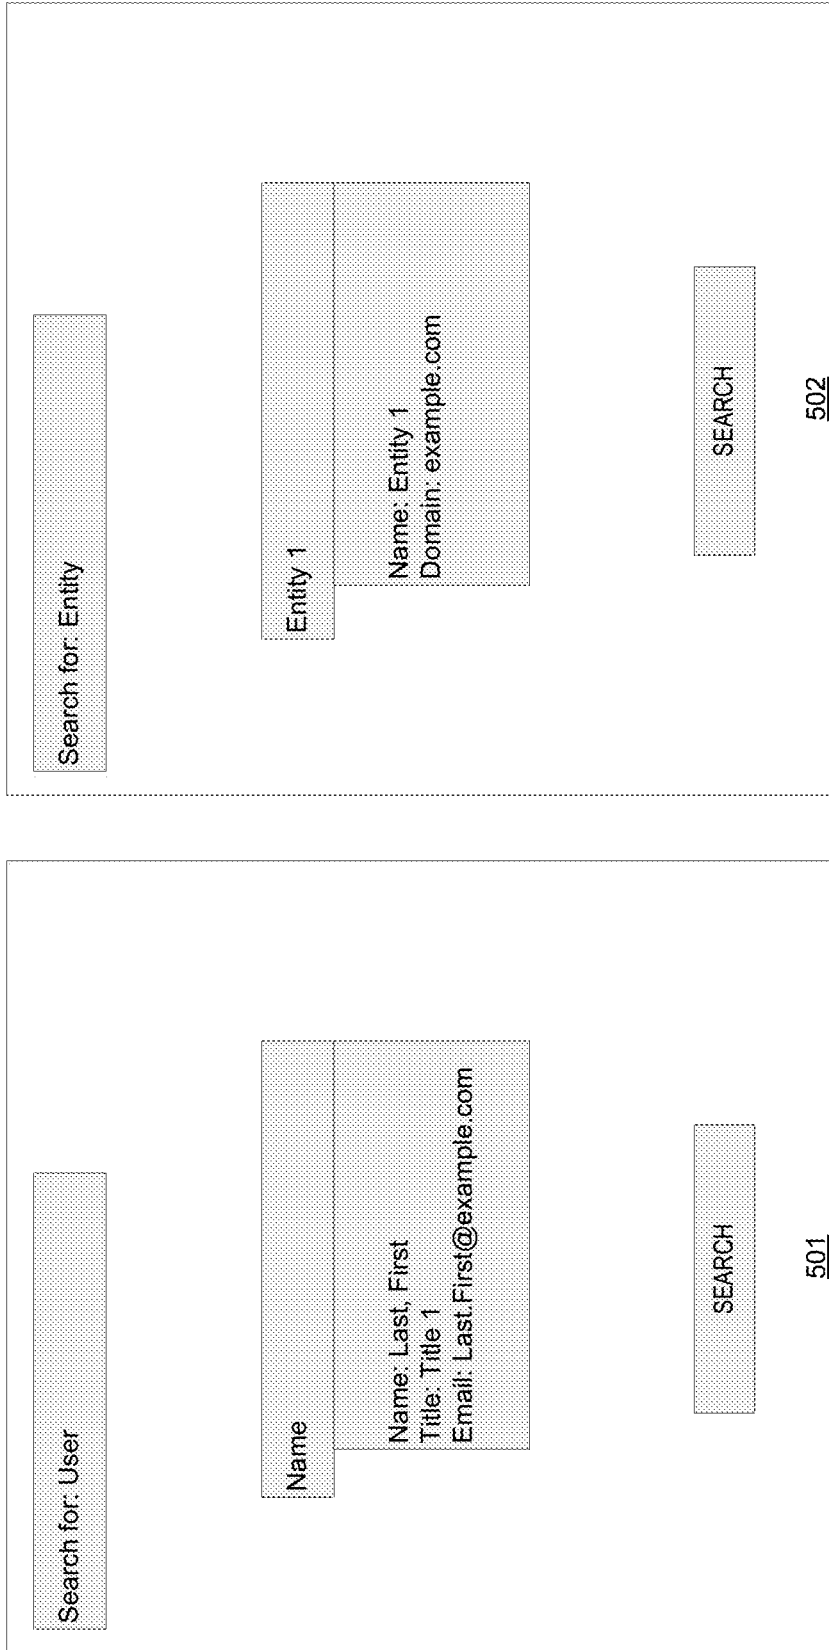 Search for: User
Name
Name: Last, First
Title: Title 1
Email: Last.First@example.com
SEARCH
501
Search for: Entity
Entity 1
Name: Entity 1
Domain: example.com
SEARCH
502